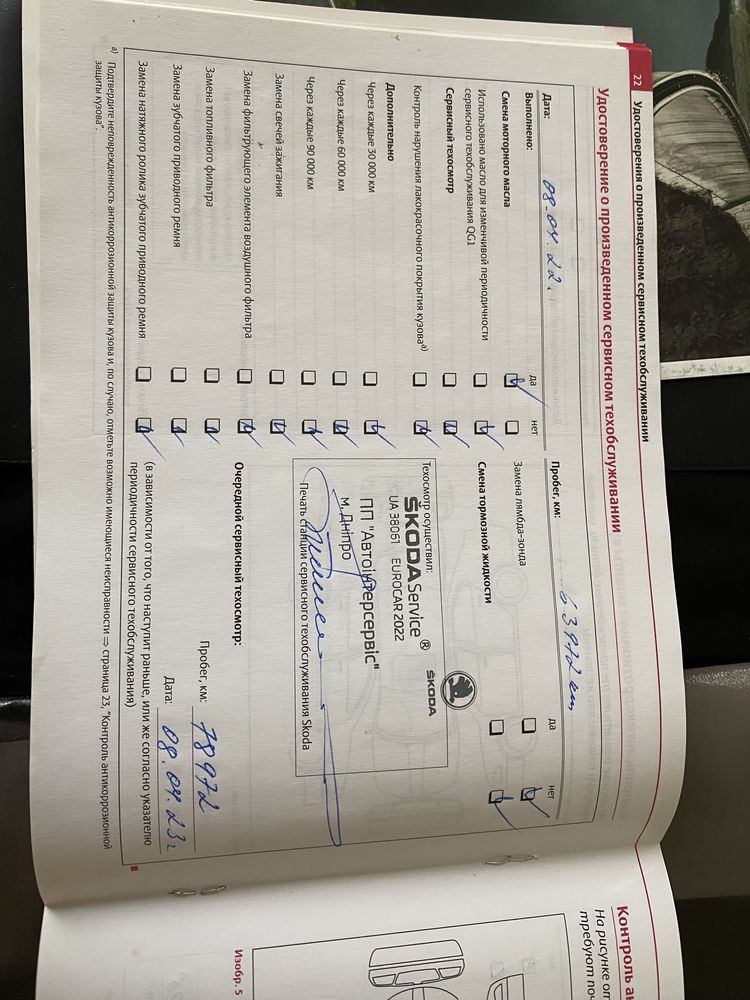 22 Удостоверения о произведенном сервисном техобслуживании
Удостоверение о произведенном сервисном техобслуживании
Дата: 08.04.22г.
Пробег, км: 63972 км
Выполнено:
да нет
Смена моторного масла
Использовано масло для изменчивой периодичности
сервисного техобслуживания QG1
Сервисный техосмотр
Контроль нарушения лакокрасочного покрытия кузоваа)
Дополнительно
Через каждые 30 000 км
Через каждые 60 000 км
Через каждые 90 000 км
Замена свечей зажигания
Замена фильтрующего элемента воздушного фильтра
Замена топливного фильтра
Замена зубчатого приводного ремня
Замена натяжного ролика зубчатого приводного ремня
да нет
Замена лямбда-зонда
Смена тормозной жидкости
Техосмотр осуществил:
ŠKODA Service®
ŠKODA
UA 38061 EUROCAR 2022
ПП "Автоінтерсервіс"
м. Дніпро
Печать станции сервисного техобслуживания Skoda
Очередной сервисный техосмотр:
Пробег, км: 78972
Дата: 08.04.23г
(в зависимости от того, что наступит раньше, или же согласно указателю
периодичности сервисного техобслуживания)
а) Подтвердите неповрежденность антикоррозионной защиты кузова и, по случаю, отметьте возможно имеющиеся неисправности ⇒ страница 23, "Контроль антикоррозионной
защиты кузова".
Контроль
На рисунке
требуют
Изобр. 5